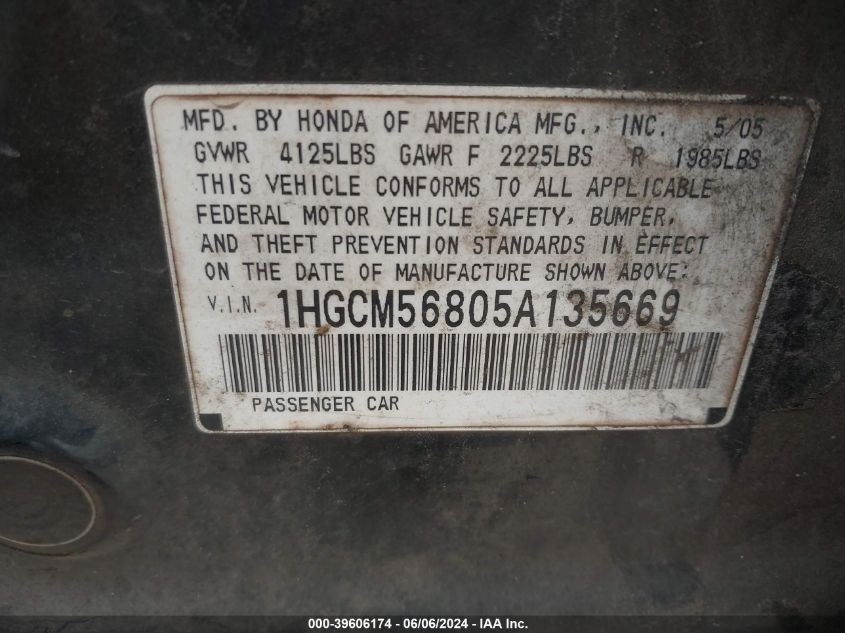 MFD. BY HONDA OF AMERICA MFG., INC. 5/05
GVWR 4125LBS GAWR F 2225LBS R 1985LBS
THIS VEHICLE CONFORMS TO ALL APPLICABLE
FEDERAL MOTOR VEHICLE SAFETY, BUMPER,
AND THEFT PREVENTION STANDARDS IN EFFECT
ON THE DATE OF MANUFACTURE SHOWN ABOVE:
V.I.N. 1HGCM56805A135669
PASSENGER CAR
000-39606174 - 06/06/2024 - IAA Inc.